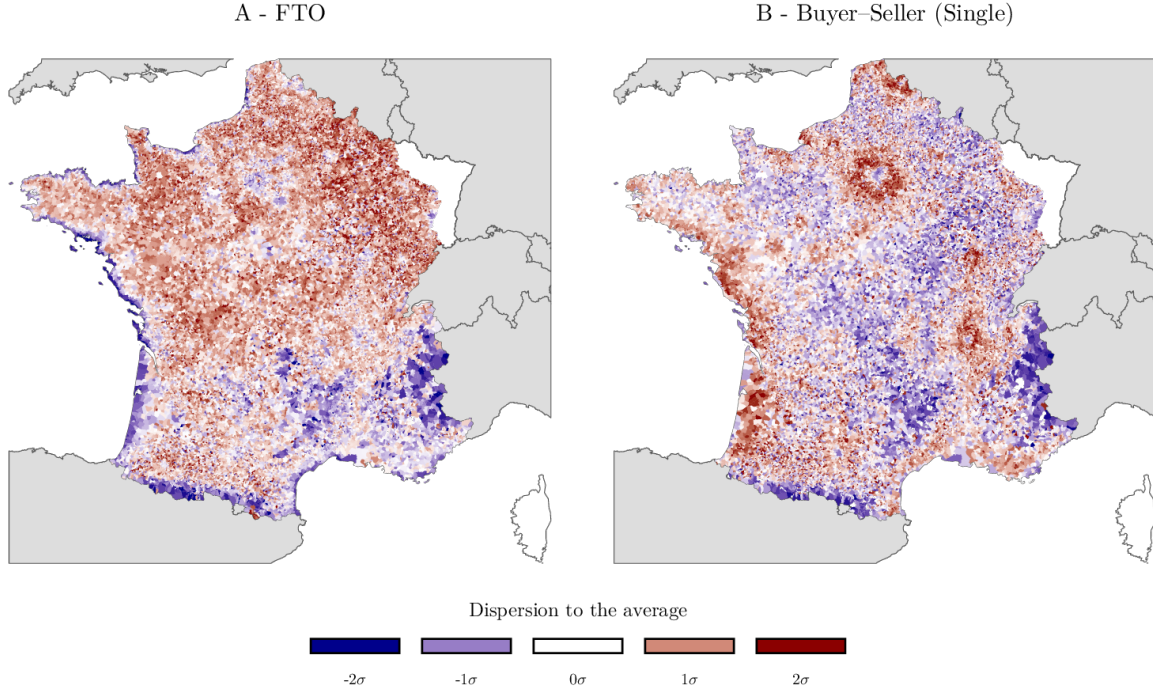 A - FTO
B - Buyer–Seller (Single)
Dispersion to the average
-2σ
-1σ
0σ
1σ
2σ